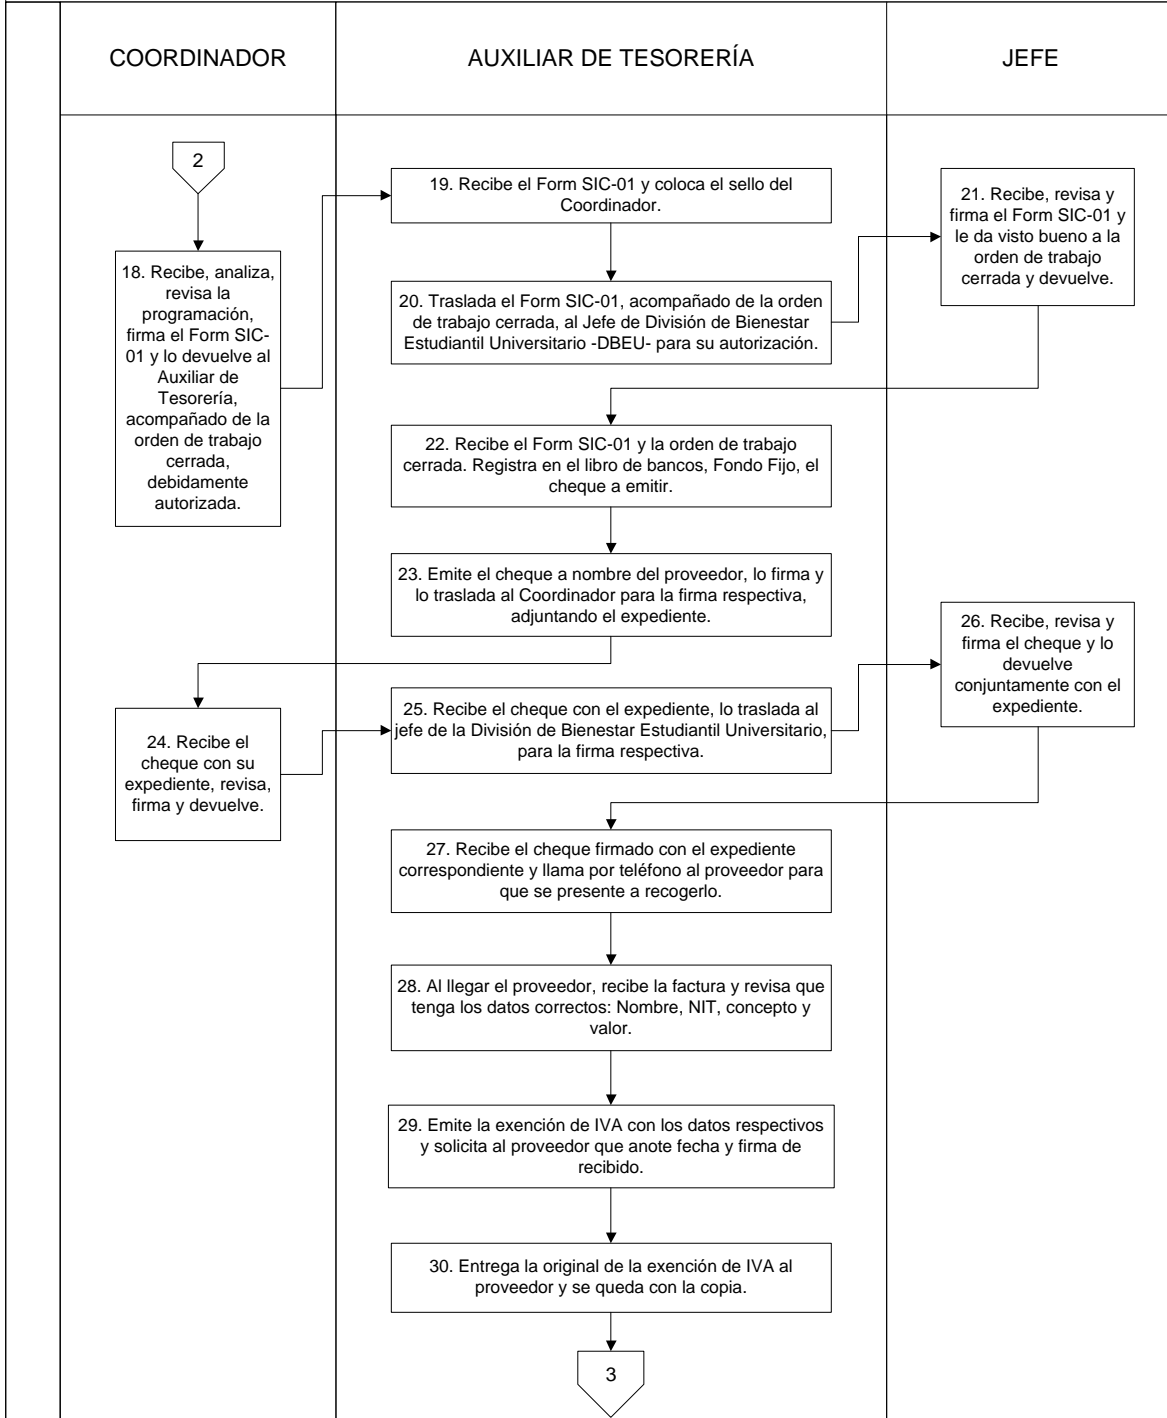 COORDINADOR
AUXILIAR DE TESORERÍA
JEFE
2
18. Recibe, analiza,
revisa la
programación,
firma el Form SIC-
01 y lo devuelve al
Auxiliar de
Tesorería,
acompañado de la
orden de trabajo
cerrada,
debidamente
autorizada.
19. Recibe el Form SIC-01 y coloca el sello del
Coordinador.
20. Traslada el Form SIC-01, acompañado de la orden
de trabajo cerrada, al Jefe de División de Bienestar
Estudiantil Universitario -DBEU- para su autorización.
21. Recibe, revisa y
firma el Form SIC-01 y
le da visto bueno a la
orden de trabajo
cerrada y devuelve.
22. Recibe el Form SIC-01 y la orden de trabajo
cerrada. Registra en el libro de bancos, Fondo Fijo, el
cheque a emitir.
23. Emite el cheque a nombre del proveedor, lo firma y
lo traslada al Coordinador para la firma respectiva,
adjuntando el expediente.
24. Recibe el
cheque con su
expediente, revisa,
firma y devuelve.
25. Recibe el cheque con el expediente, lo traslada al
jefe de la División de Bienestar Estudiantil Universitario,
para la firma respectiva.
26. Recibe, revisa y
firma el cheque y lo
devuelve
conjuntamente con el
expediente.
27. Recibe el cheque firmado con el expediente
correspondiente y llama por teléfono al proveedor para
que se presente a recogerlo.
28. Al llegar el proveedor, recibe la factura y revisa que
tenga los datos correctos: Nombre, NIT, concepto y
valor.
29. Emite la exención de IVA con los datos respectivos
y solicita al proveedor que anote fecha y firma de
recibido.
30. Entrega la original de la exención de IVA al
proveedor y se queda con la copia.
3